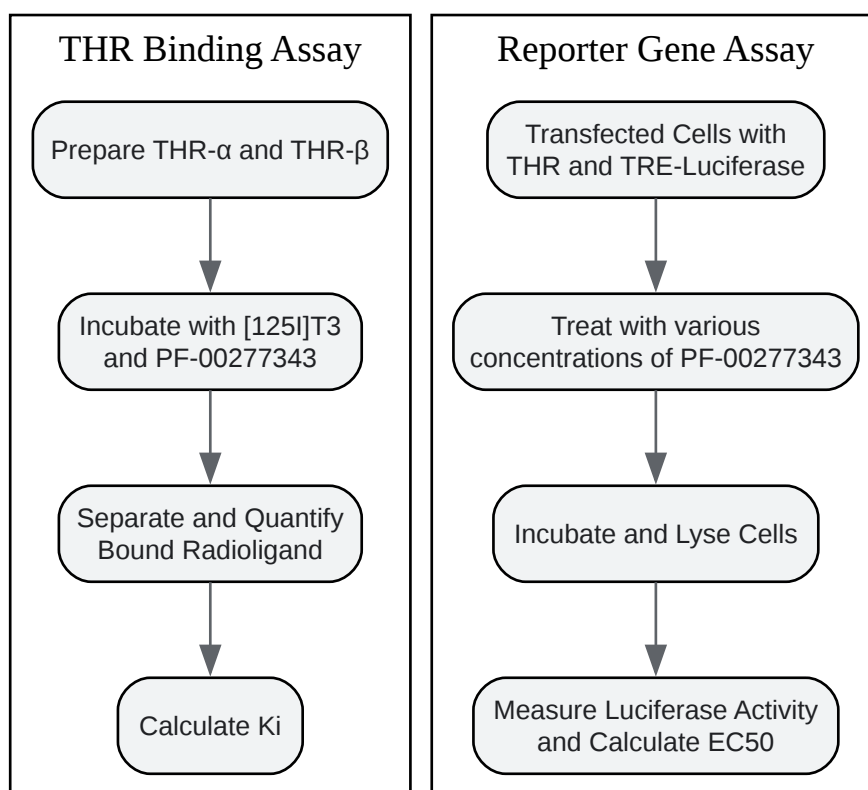 THR Binding Assay
Prepare THR-α and THR-β
Incubate with [125I]T3
and PF-00277343
Separate and Quantify
Bound Radioligand
Calculate Ki
Reporter Gene Assay
Transfected Cells with
THR and TRE-Luciferase
Treat with various
concentrations of PF-00277343
Incubate and Lyse Cells
Measure Luciferase Activity
and Calculate EC50